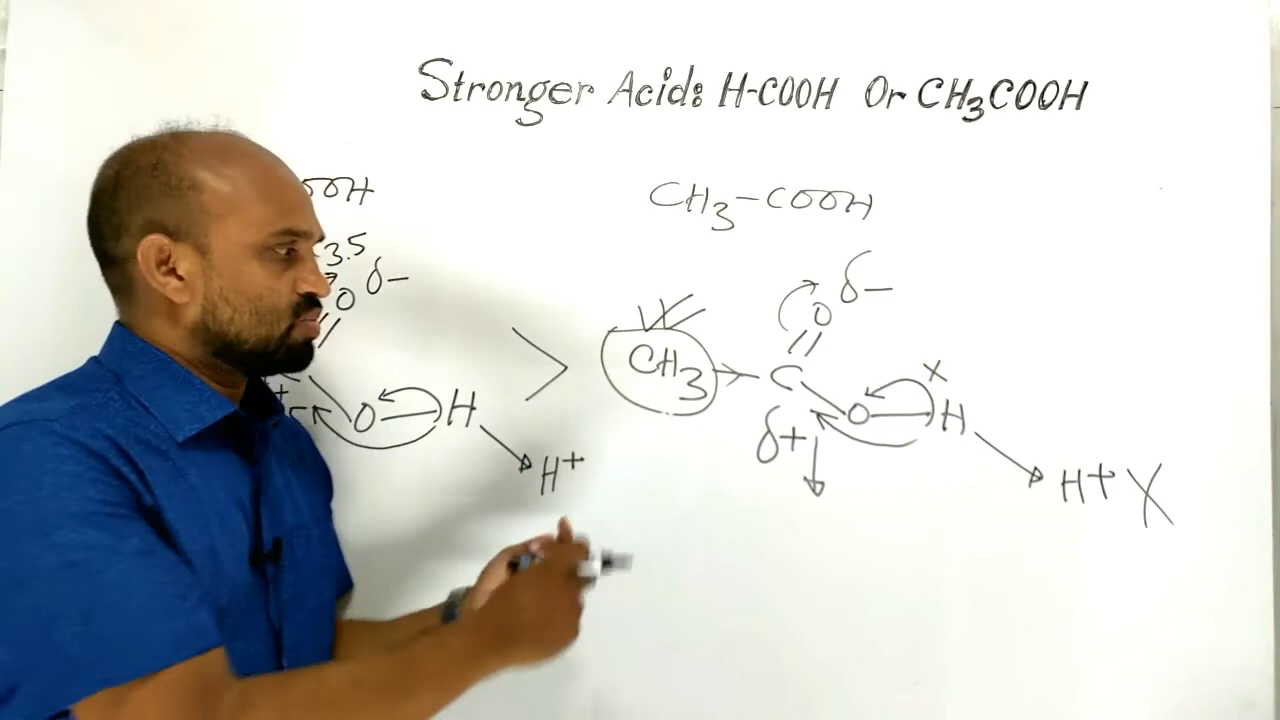 Stronger Acid: H-COOH Or CH₃COOH
OOH
CH₃-COOH
3.5
O δ-
δ-
O
CH₃ C
x
O H
δ+
O H
H+
H+ X